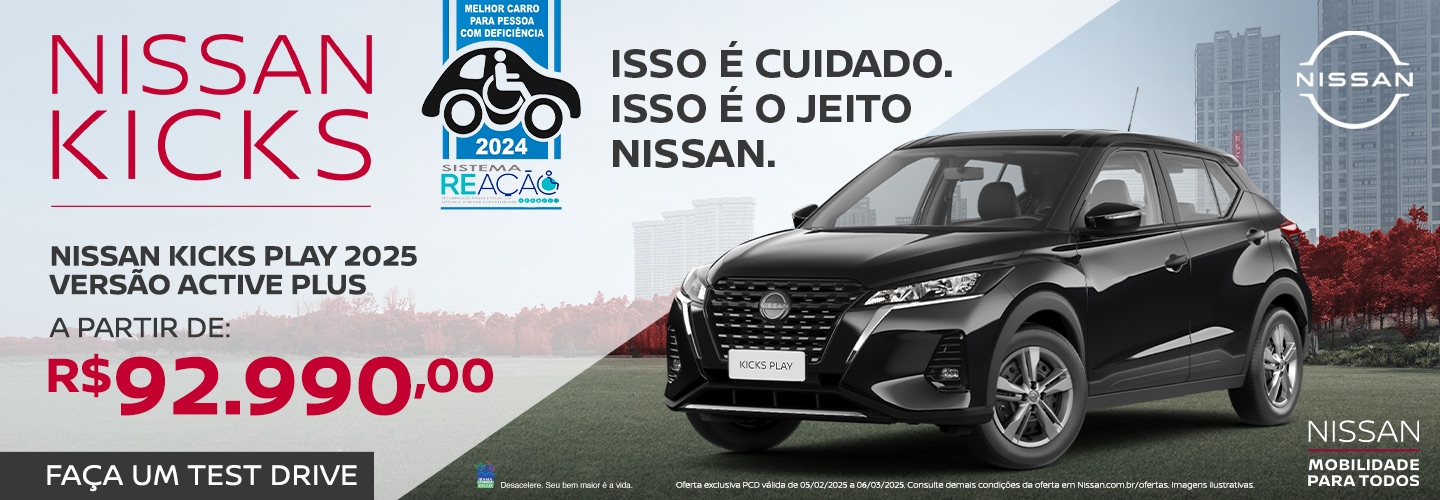 NISSAN
KICKS
MELHOR CARRO
PARA PESSOA
COM DEFICIÊNCIA
2024
SISTEMA
REAÇÃO
ISSO É CUIDADO.
ISSO É O JEITO
NISSAN.
NISSAN
NISSAN KICKS PLAY 2025
VERSÃO ACTIVE PLUS
A PARTIR DE:
R$92.990,00
NISSAN
KICKS PLAY
FAÇA UM TEST DRIVE
NISSAN
MOBILIDADE
PARA TODOS
IBAMA
Desacelere. Seu bem maior é a vida.
Oferta exclusiva PCD válida de 05/02/2025 a 06/03/2025. Consulte demais condições da oferta em Nissan.com.br/ofertas. Imagens ilustrativas.